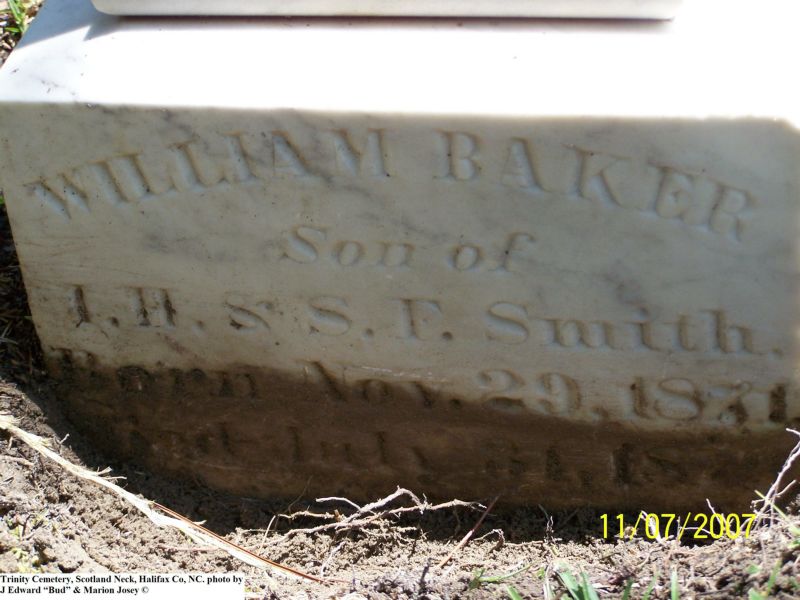 WILLIAM BAKER
Son of
I. H. & S. F. Smith.
Born Nov. 29, 1871
July
11/07/2007
Trinity Cemetery, Scotland Neck, Halifax Co, NC. photo by
J Edward “Bud” & Marion Josey ©